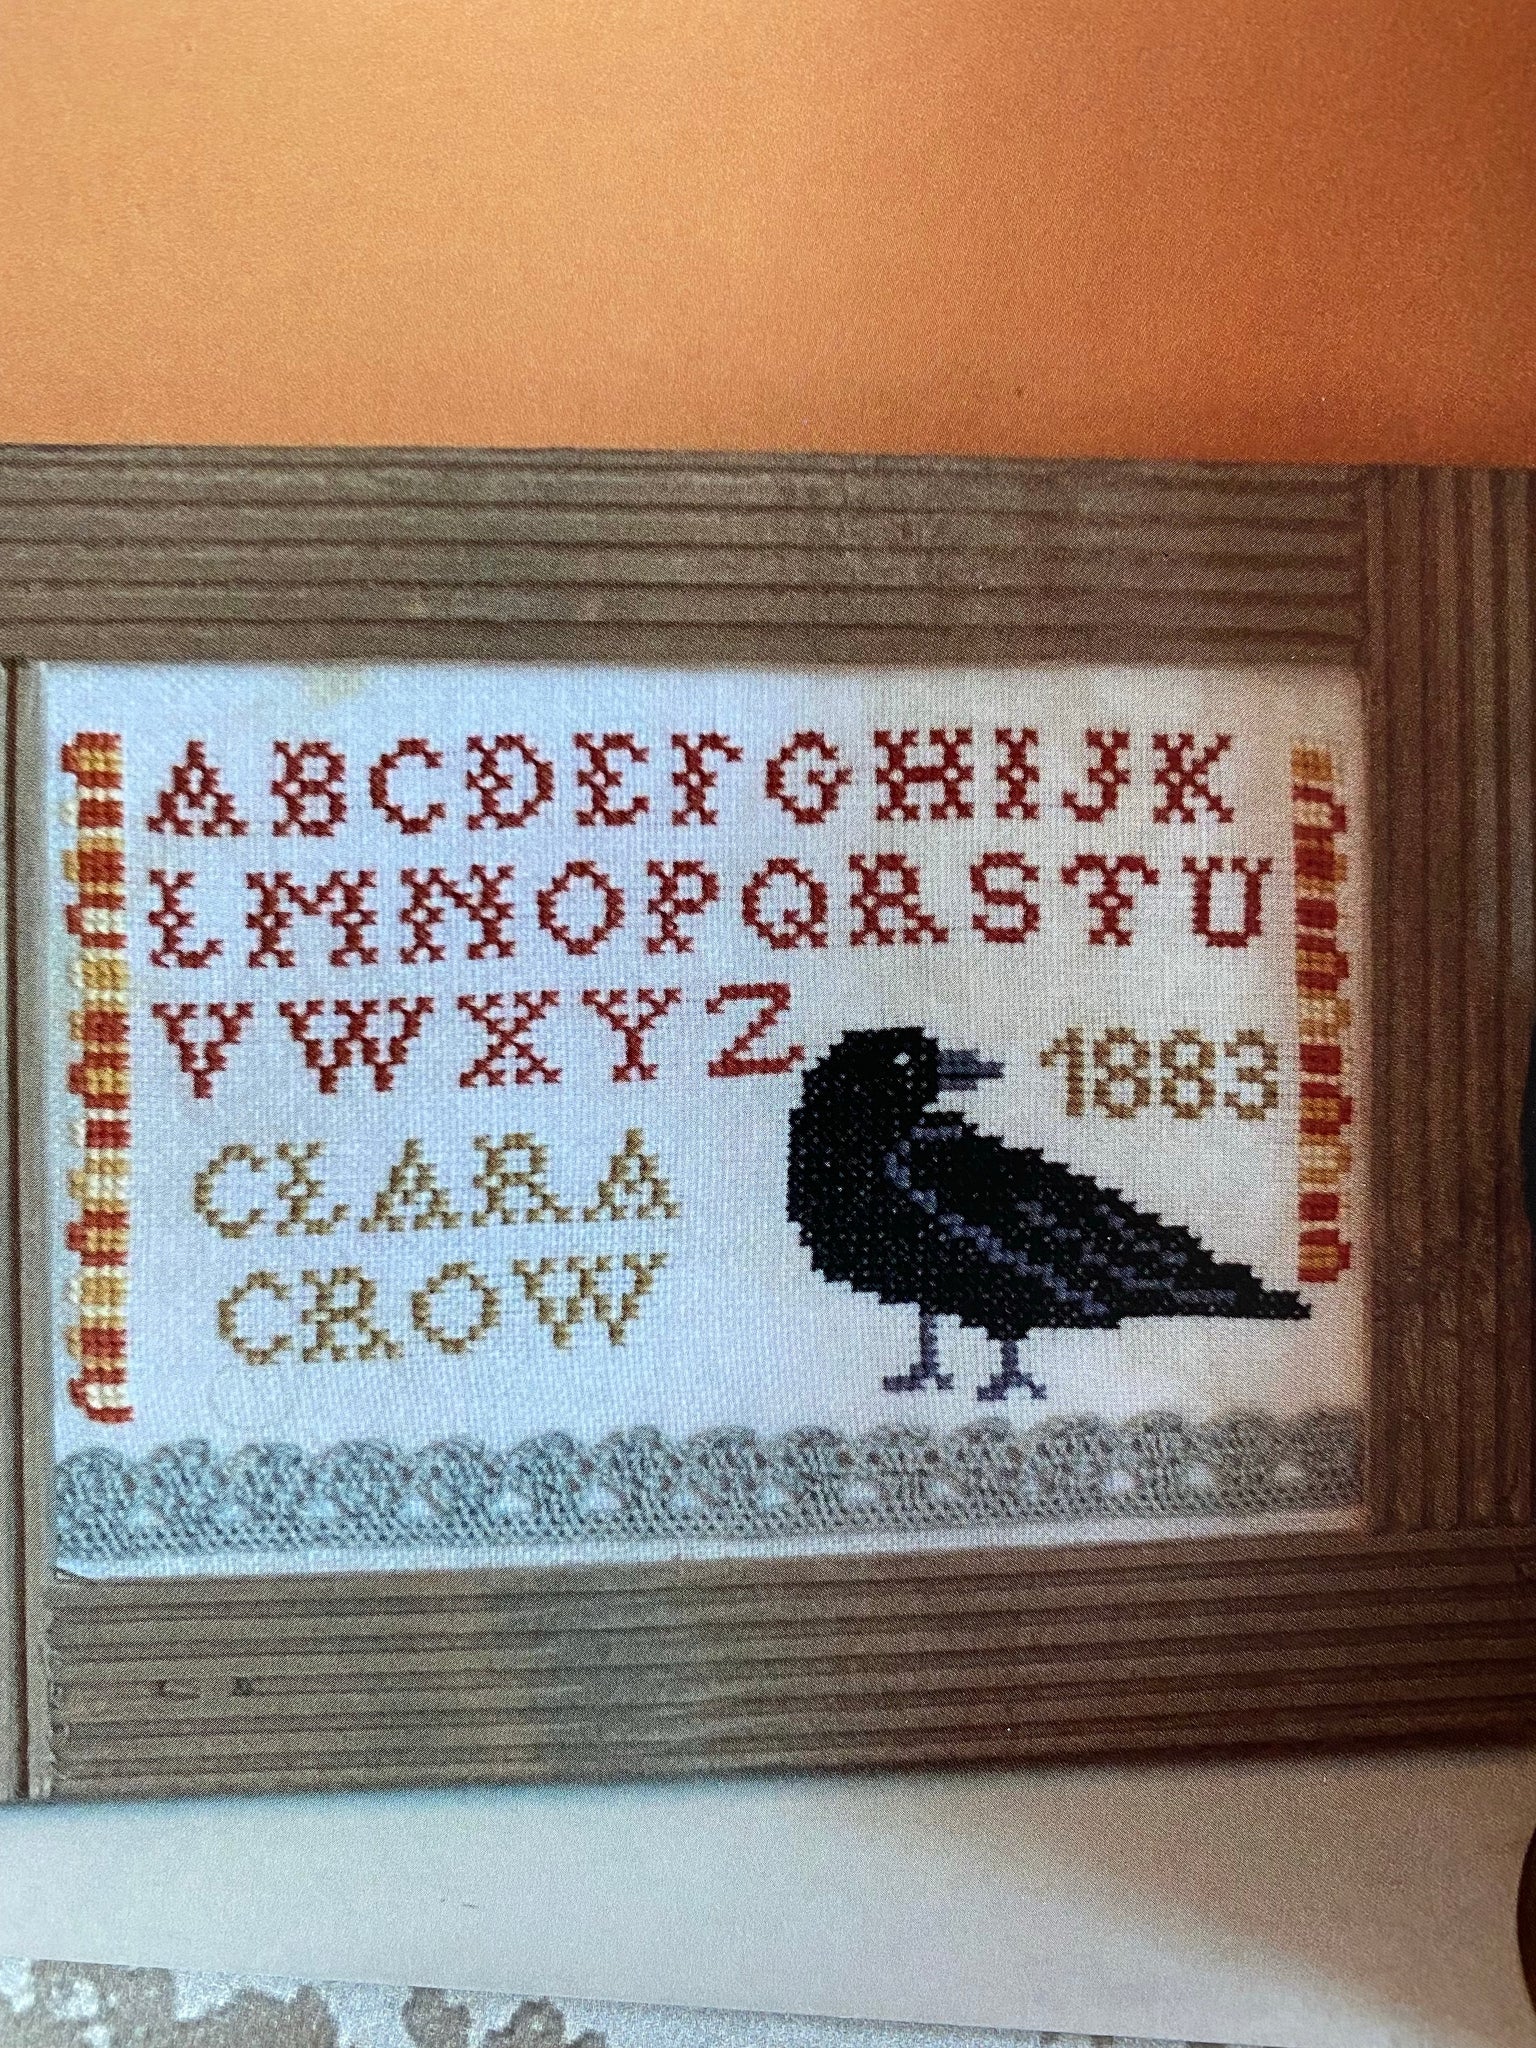 ABCDEFGHIJK
LMNOPQRSTU
VWXYZ
1883
CLARA
CROW